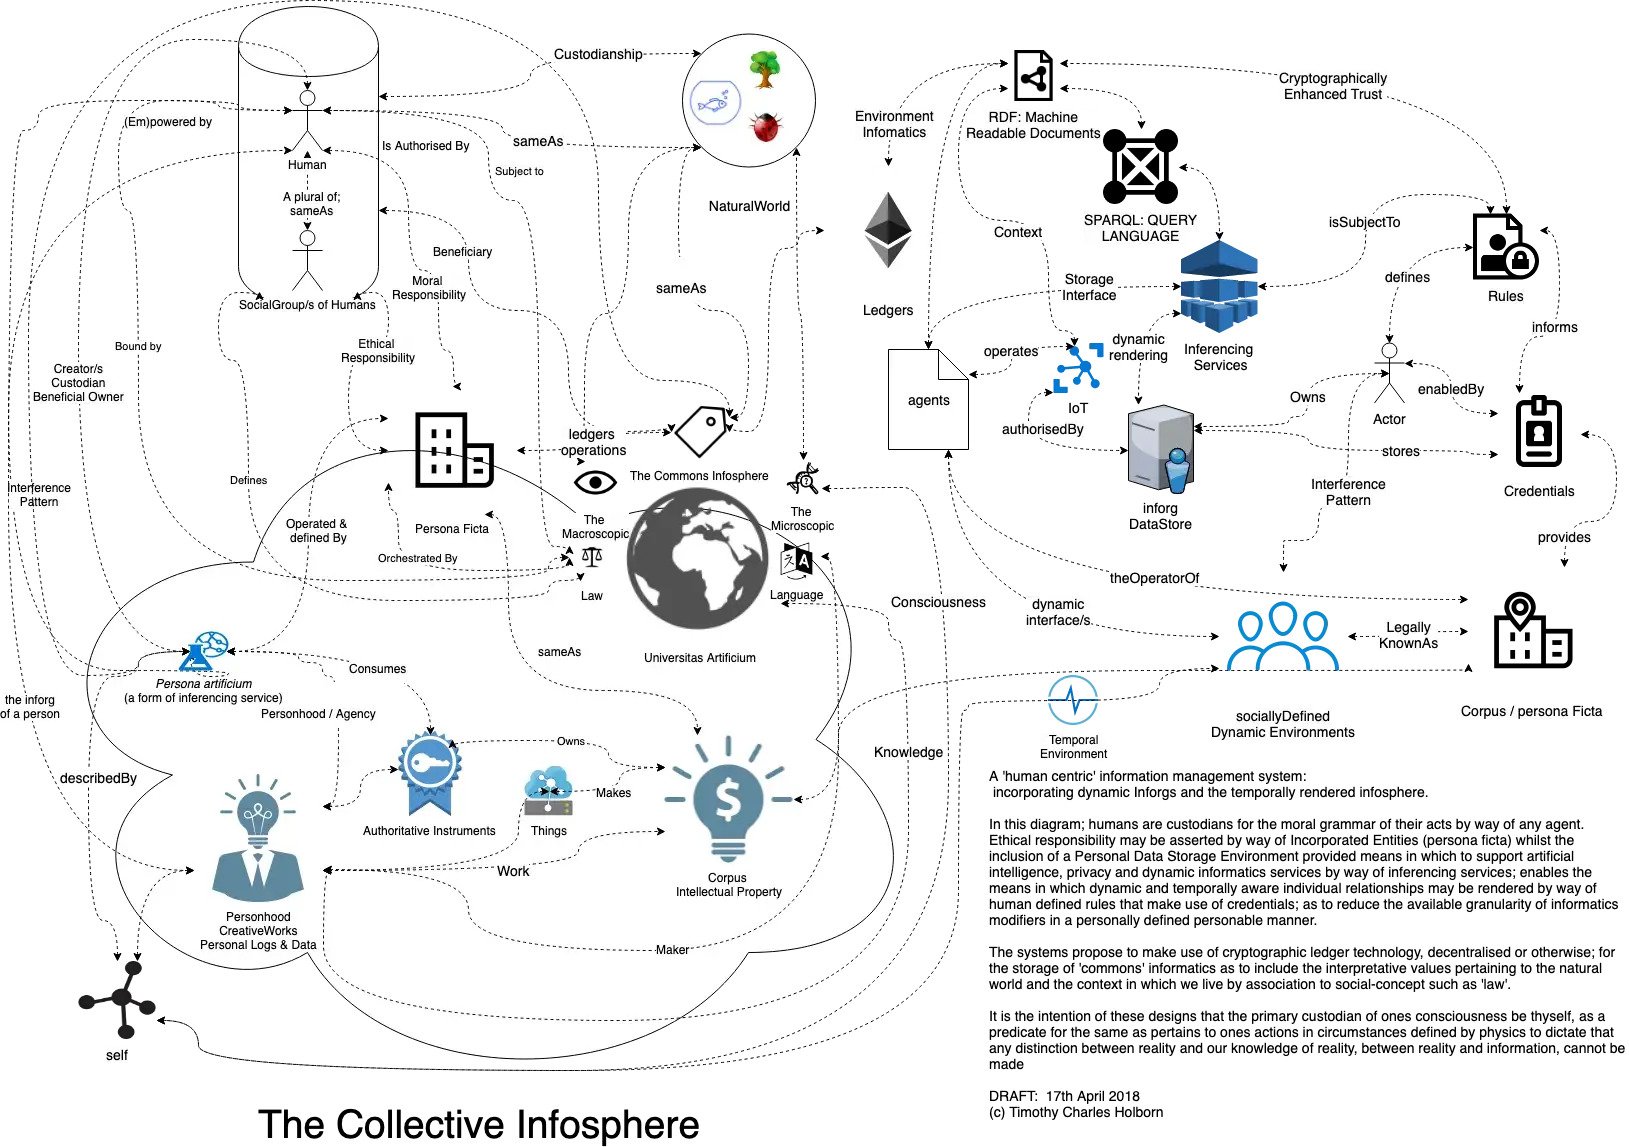 Custodianship
(Em)powered by
Is Authorised By
sameAs
Subject to
Human
A plural of;
sameAs
SocialGroup/s of Humans
NaturalWorld
Beneficiary
Moral
Responsibility
sameAs
Ethical
Responsibility
Bound by
Creator/s
Custodian
Beneficial Owner
ledgers
operations
The Commons Infosphere
Defines
Interference
Pattern
Operated &
defined By
Persona Ficta
Orchestrated By
The
Macroscopic
The
Microscopic
Law
Language
Universitas Artificium
sameAs
Consciousness
Persona artificium
(a form of inferencing service)
Consumes
the inforg
of a person
Personhood / Agency
Owns
Knowledge
describedBy
Makes
Authoritative Instruments
Things
Work
Corpus
Intellectual Property
Personhood
CreativeWorks
Personal Logs & Data
Maker
self
The Collective Infosphere
RDF: Machine
Readable Documents
Cryptographically
Enhanced Trust
Environment
Infomatics
SPARQL: QUERY
LANGUAGE
Context
isSubjectTo
Storage
Interface
defines
Rules
Ledgers
informs
operates
dynamic
rendering
Inferencing
Services
agents
IoT
Owns
enabledBy
Actor
authorisedBy
stores
Interference
Pattern
Credentials
inforg
DataStore
provides
theOperatorOf
dynamic
interface/s
Legally
KnownAs
sociallyDefined
Dynamic Environments
Corpus / persona Ficta
Temporal
Environment
A 'human centric' information management system:
incorporating dynamic Inforgs and the temporally rendered infosphere.
In this diagram; humans are custodians for the moral grammar of their acts by way of any agent.
Ethical responsibility may be asserted by way of Incorporated Entities (persona ficta) whilst the
inclusion of a Personal Data Storage Environment provided means in which to support artificial
intelligence, privacy and dynamic informatics services by way of inferencing services; enables the
means in which dynamic and temporally aware individual relationships may be rendered by way of
human defined rules that make use of credentials; as to reduce the available granularity of informatics
modifiers in a personally defined personable manner.
The systems propose to make use of cryptographic ledger technology, decentralised or otherwise; for
the storage of 'commons' informatics as to include the interpretative values pertaining to the natural
world and the context in which we live by association to social-concept such as 'law'.
It is the intention of these designs that the primary custodian of ones consciousness be thyself, as a
predicate for the same as pertains to ones actions in circumstances defined by physics to dictate that
any distinction between reality and our knowledge of reality, between reality and information, cannot be
made
DRAFT:  17th April 2018
(c) Timothy Charles Holborn